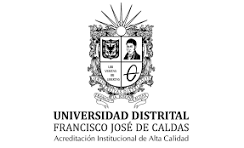 UNIVERSIDAD DISTRITAL
FRANCISCO JOSÉ DE CALDAS
Acreditación Institucional de Alta Calidad